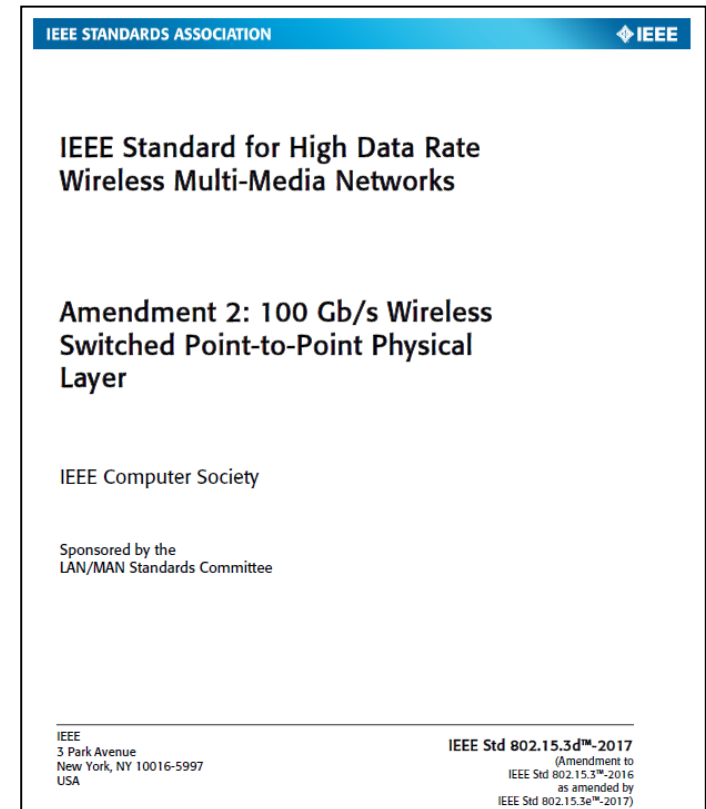 IEEE STANDARDS ASSOCIATION
IEEE
IEEE Standard for High Data Rate
Wireless Multi-Media Networks
Amendment 2: 100 Gb/s Wireless
Switched Point-to-Point Physical
Layer
IEEE Computer Society
Sponsored by the
LAN/MAN Standards Committee
IEEE
3 Park Avenue
New York, NY 10016-5997
USA
IEEE Std 802.15.3d™-2017
(Amendment to
IEEE Std 802.15.3™-2016
as amended by
IEEE Std 802.15.3e™-2017)